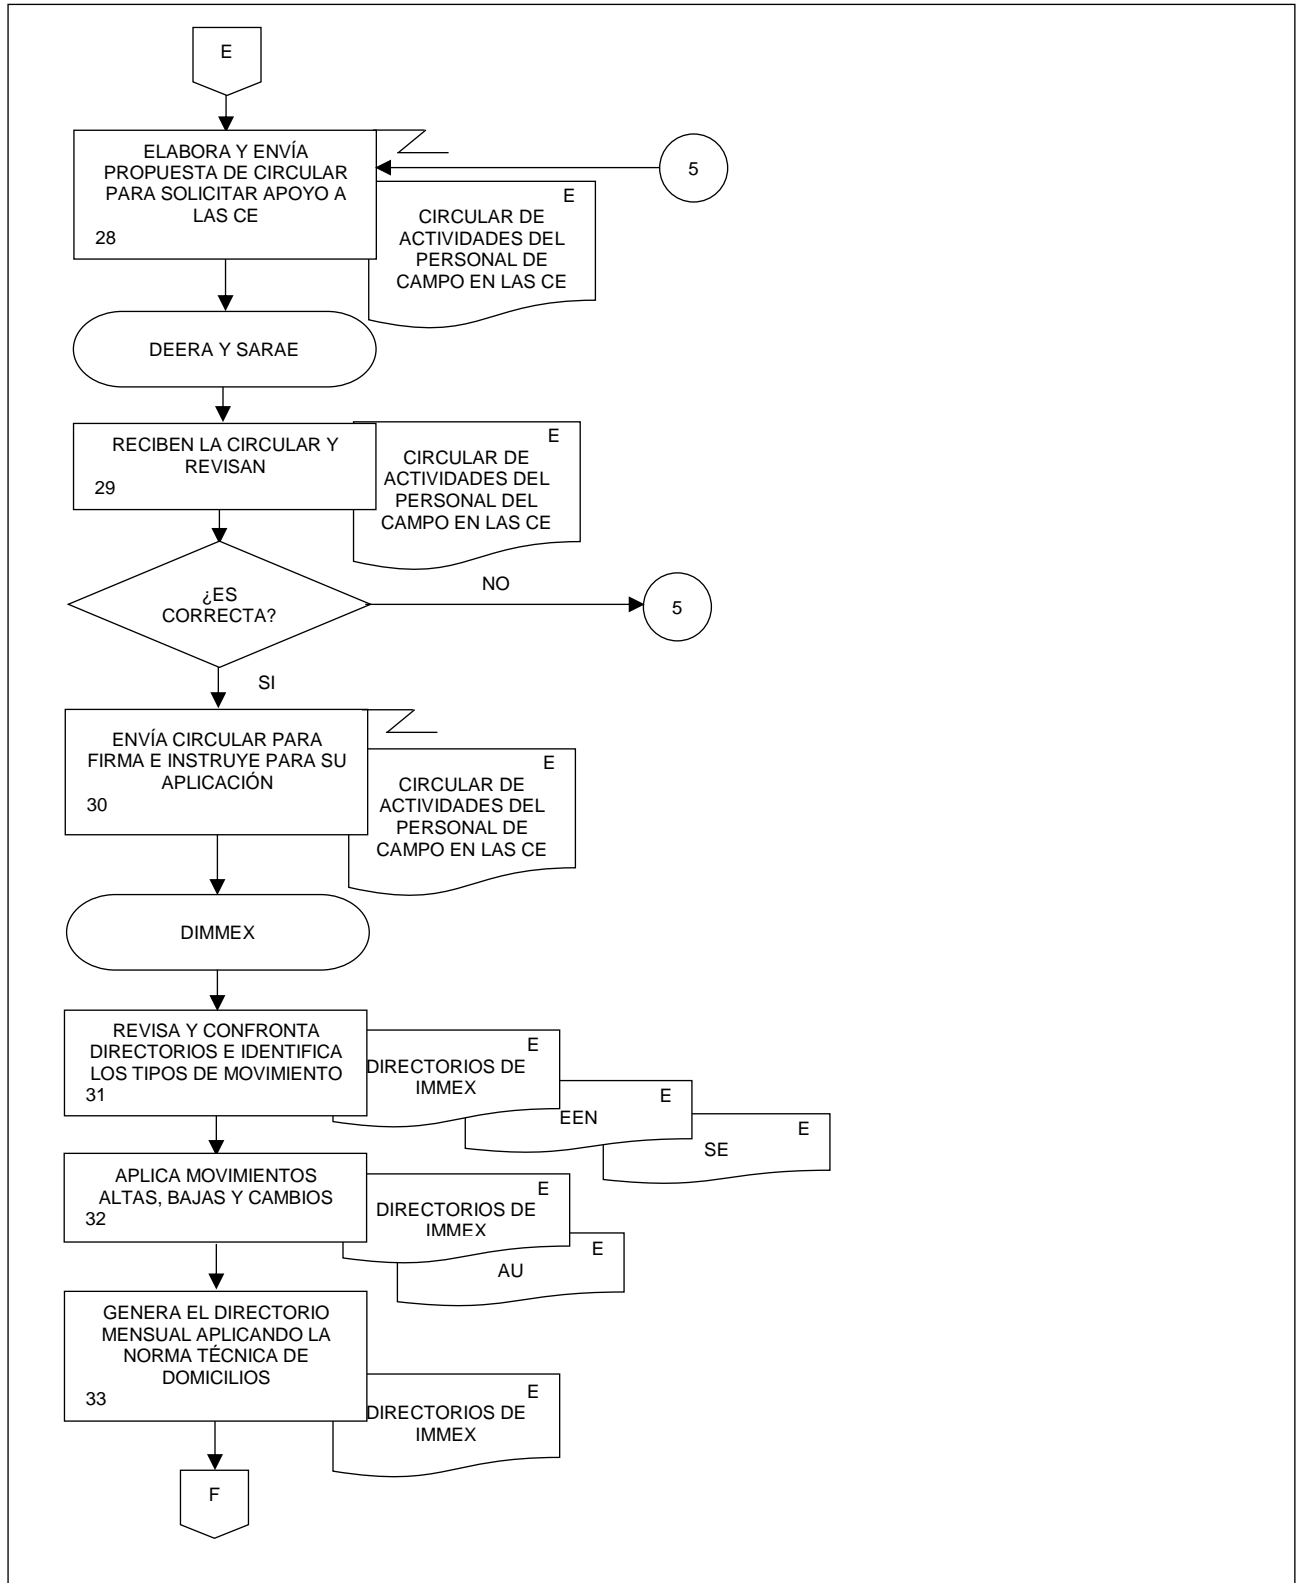 E
ELABORA Y ENVÍA
PROPUESTA DE CIRCULAR
PARA SOLICITAR APOYO A
LAS CE
28
5
E
CIRCULAR DE
ACTIVIDADES DEL
PERSONAL DE
CAMPO EN LAS CE
DEERA Y SARAE
RECIBEN LA CIRCULAR Y
REVISAN
29
E
CIRCULAR DE
ACTIVIDADES DEL
PERSONAL DEL
CAMPO EN LAS CE
¿ES
CORRECTA?
NO
5
SI
ENVÍA CIRCULAR PARA
FIRMA E INSTRUYE PARA SU
APLICACIÓN
30
E
CIRCULAR DE
ACTIVIDADES DEL
PERSONAL DE
CAMPO EN LAS CE
DIMMEX
REVISA Y CONFRONTA
DIRECTORIOS E IDENTIFICA
LOS TIPOS DE MOVIMIENTO
31
E
DIRECTORIOS DE
IMMEX
E
EEN
E
SE
APLICA MOVIMIENTOS
ALTAS, BAJAS Y CAMBIOS
32
E
DIRECTORIOS DE
IMMEX
E
AU
GENERA EL DIRECTORIO
MENSUAL APLICANDO LA
NORMA TÉCNICA DE
DOMICILIOS
33
E
DIRECTORIOS DE
IMMEX
F